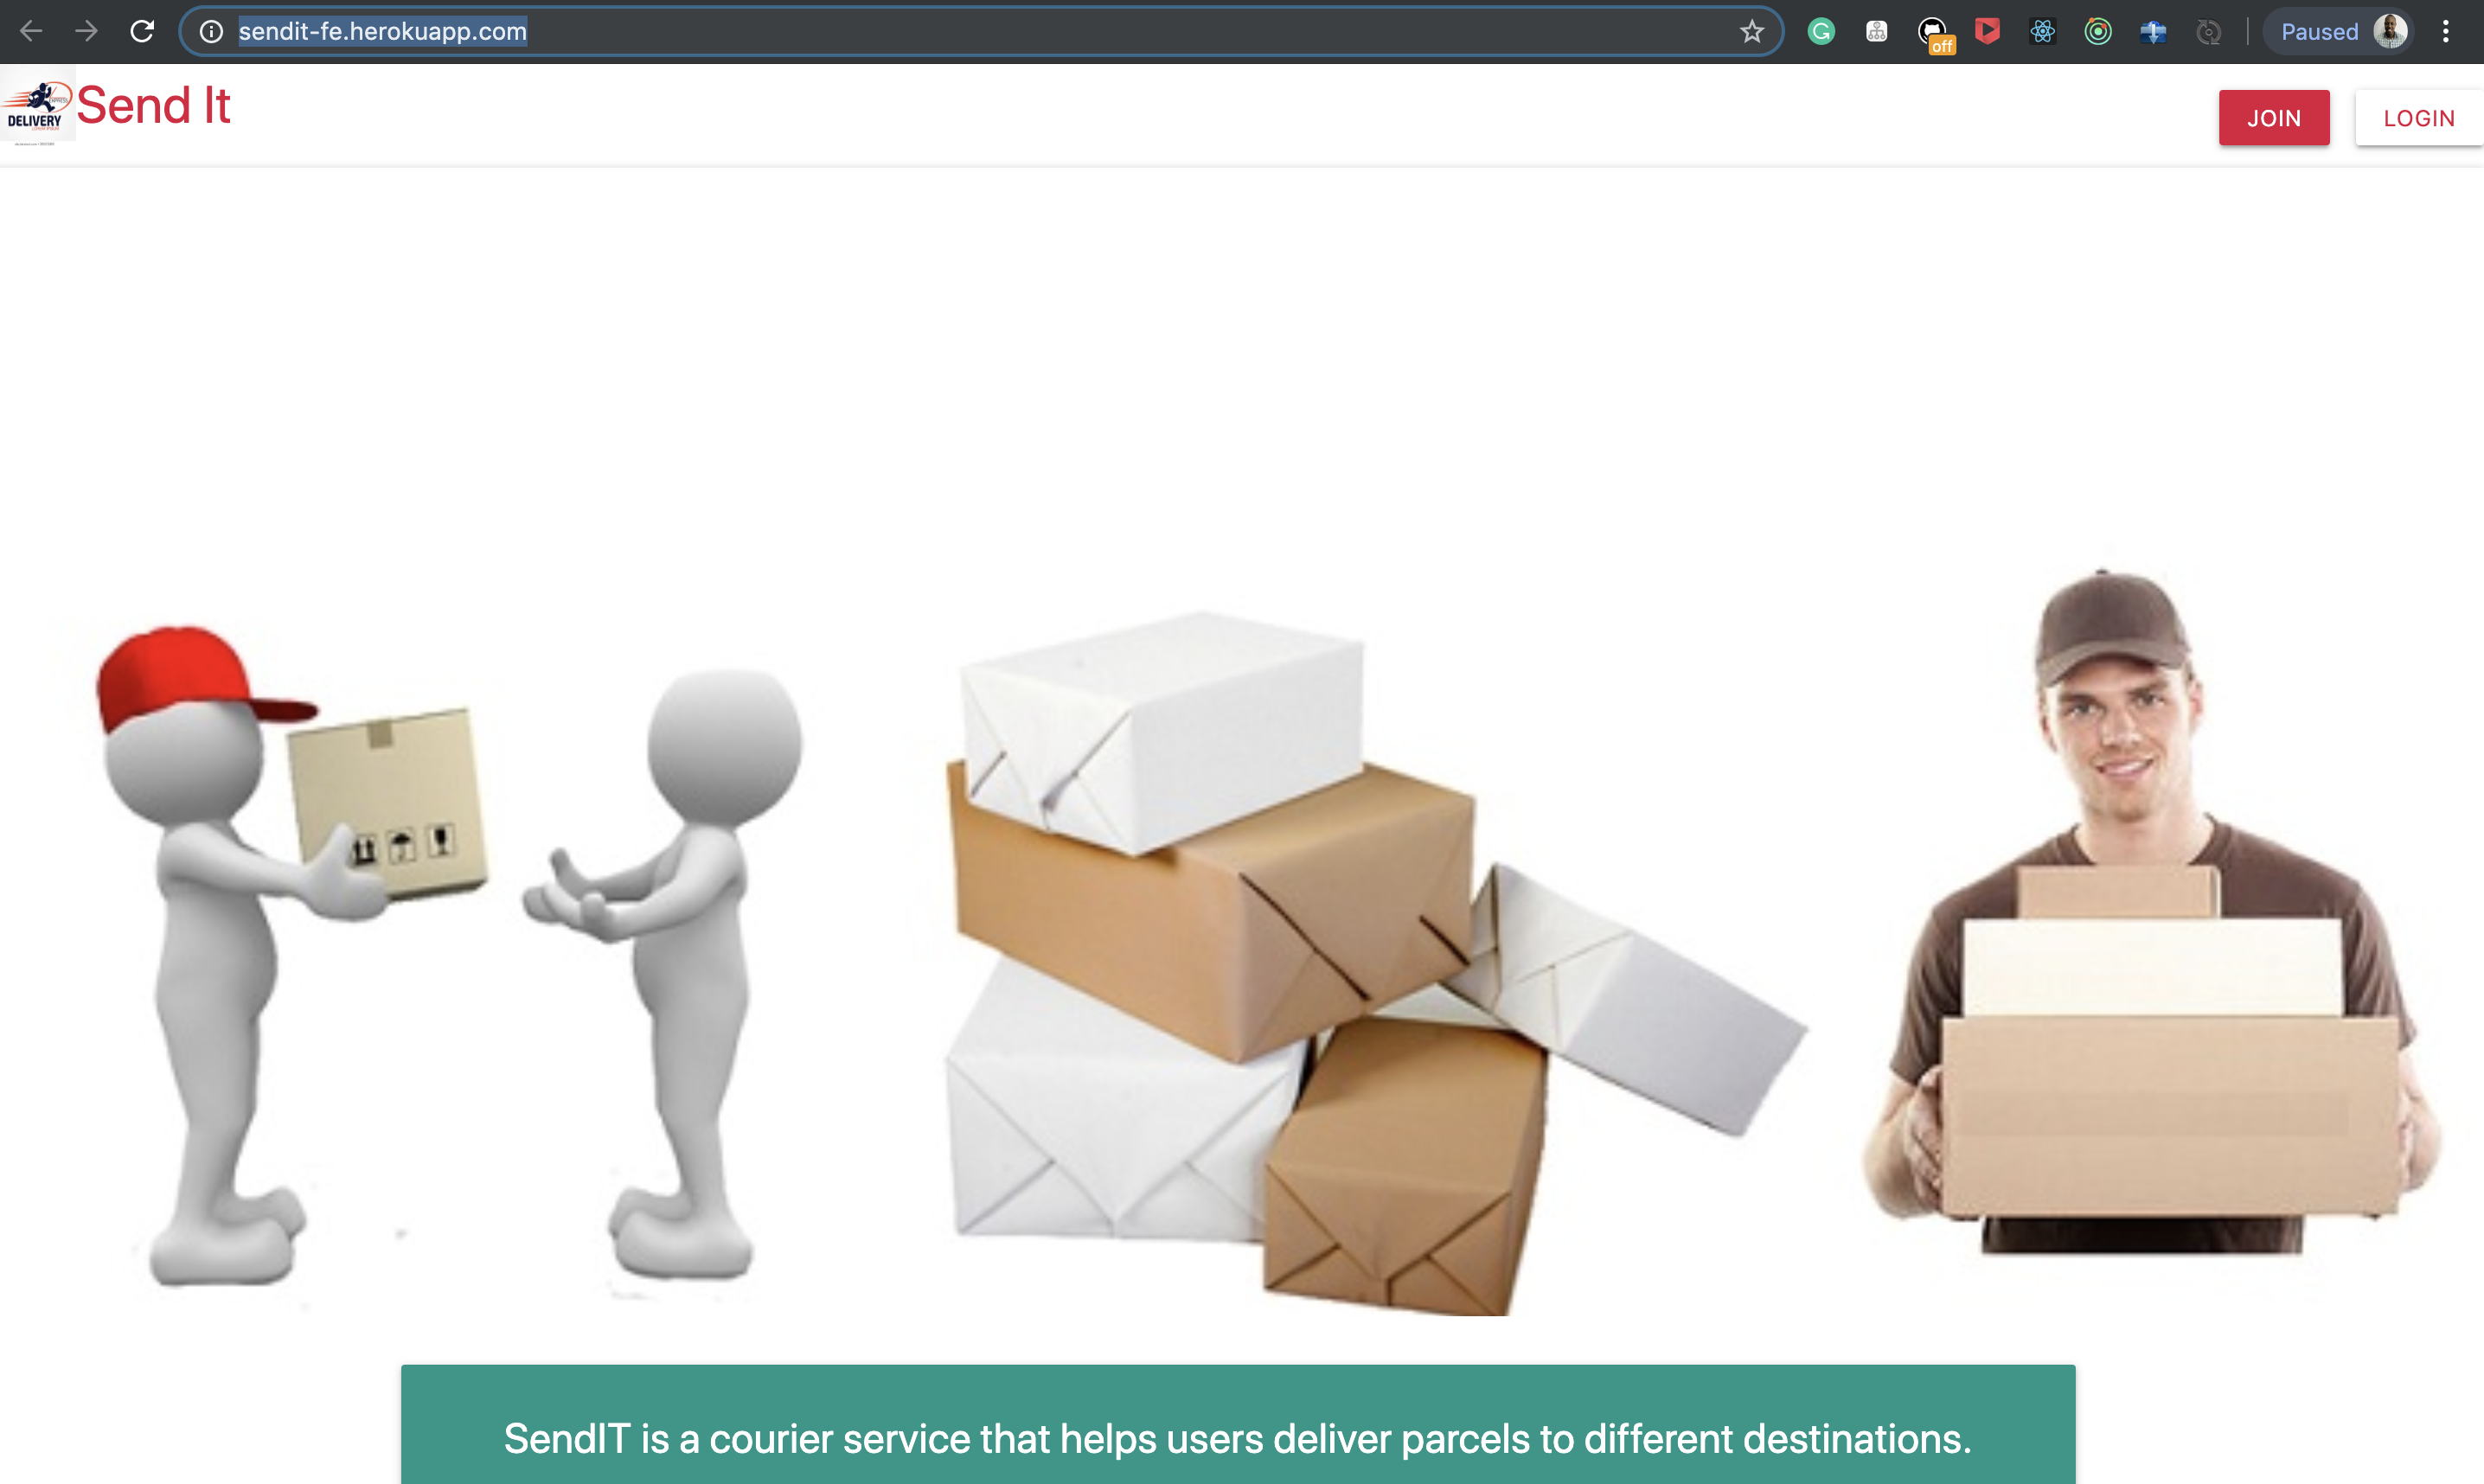 sendit-fe.herokuapp.com
off
Paused
DELIVERY
Send It
JOIN
LOGIN
SendIT is a courier service that helps users deliver parcels to different destinations.